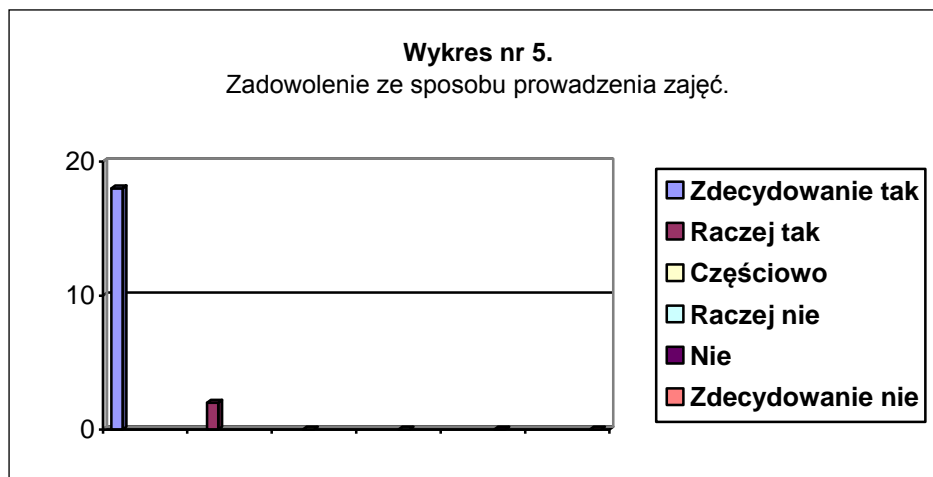 Wykres nr 5.
Zadowolenie ze sposobu prowadzenia zajęć.
20
10
0
Zdecydowanie tak
Raczej tak
Częściowo
Raczej nie
Nie
Zdecydowanie nie